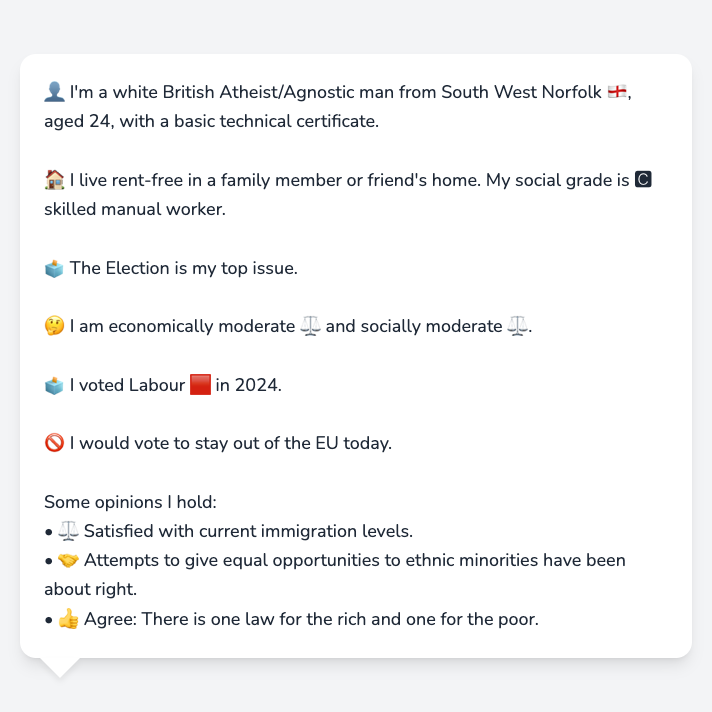 👤 I'm a white British Atheist/Agnostic man from South West Norfolk 🏴󠁧󠁢󠁥󠁮󠁧󠁿,
aged 24, with a basic technical certificate.
🏠 I live rent-free in a family member or friend's home. My social grade is 🅲
skilled manual worker.
🗳️ The Election is my top issue.
🤔 I am economically moderate ⚖️ and socially moderate ⚖️.
🗳️ I voted Labour 🟥 in 2024.
🚫 I would vote to stay out of the EU today.
Some opinions I hold:
• ⚖️ Satisfied with current immigration levels.
• 🤝 Attempts to give equal opportunities to ethnic minorities have been
about right.
• 👍 Agree: There is one law for the rich and one for the poor.